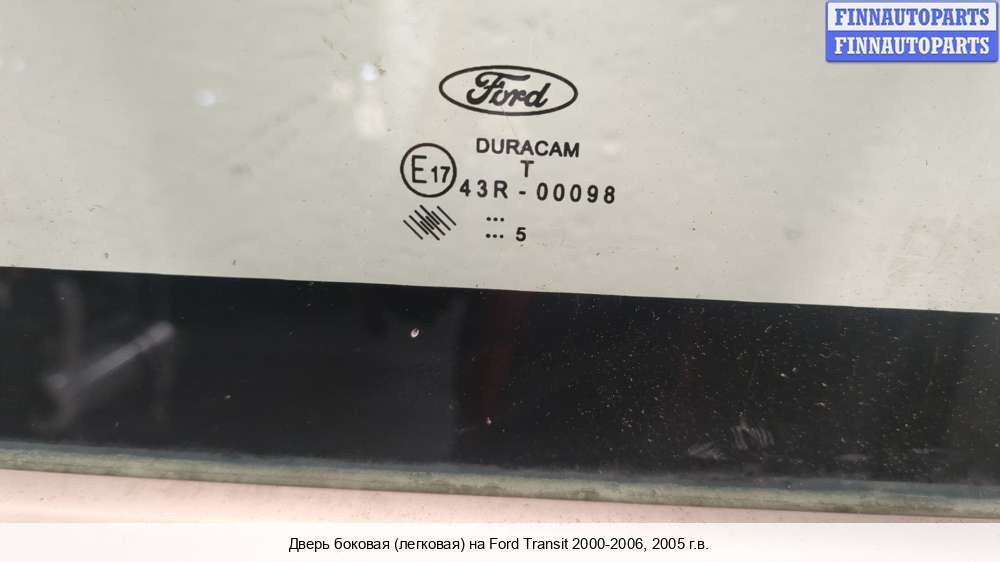 FINNAUTOPARTS
FINNAUTOPARTS
Ford
DURACAM
T
E17
43R - 00098
...
... 5
Дверь боковая (легковая) на Ford Transit 2000-2006, 2005 г.в.